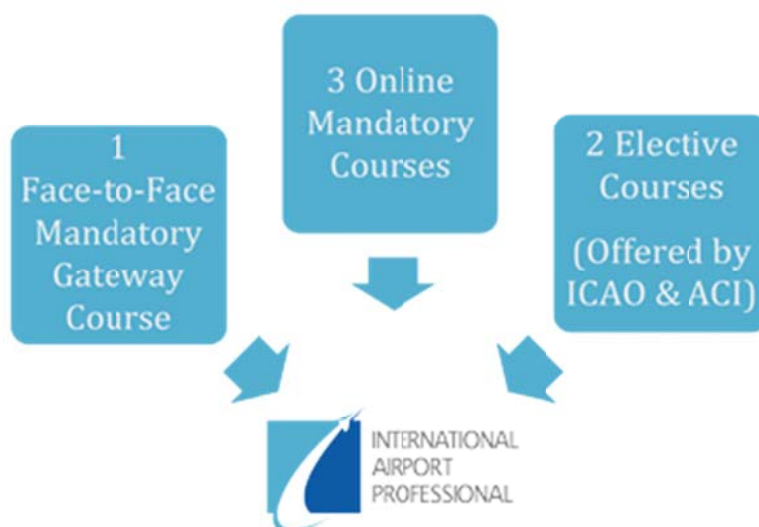 1
Face-to-Face
Mandatory
Gateway
Course
3 Online
Mandatory
Courses
2 Elective
Courses
(Offered by
ICAO & ACI)
INTERNATIONAL
AIRPORT
PROFESSIONAL